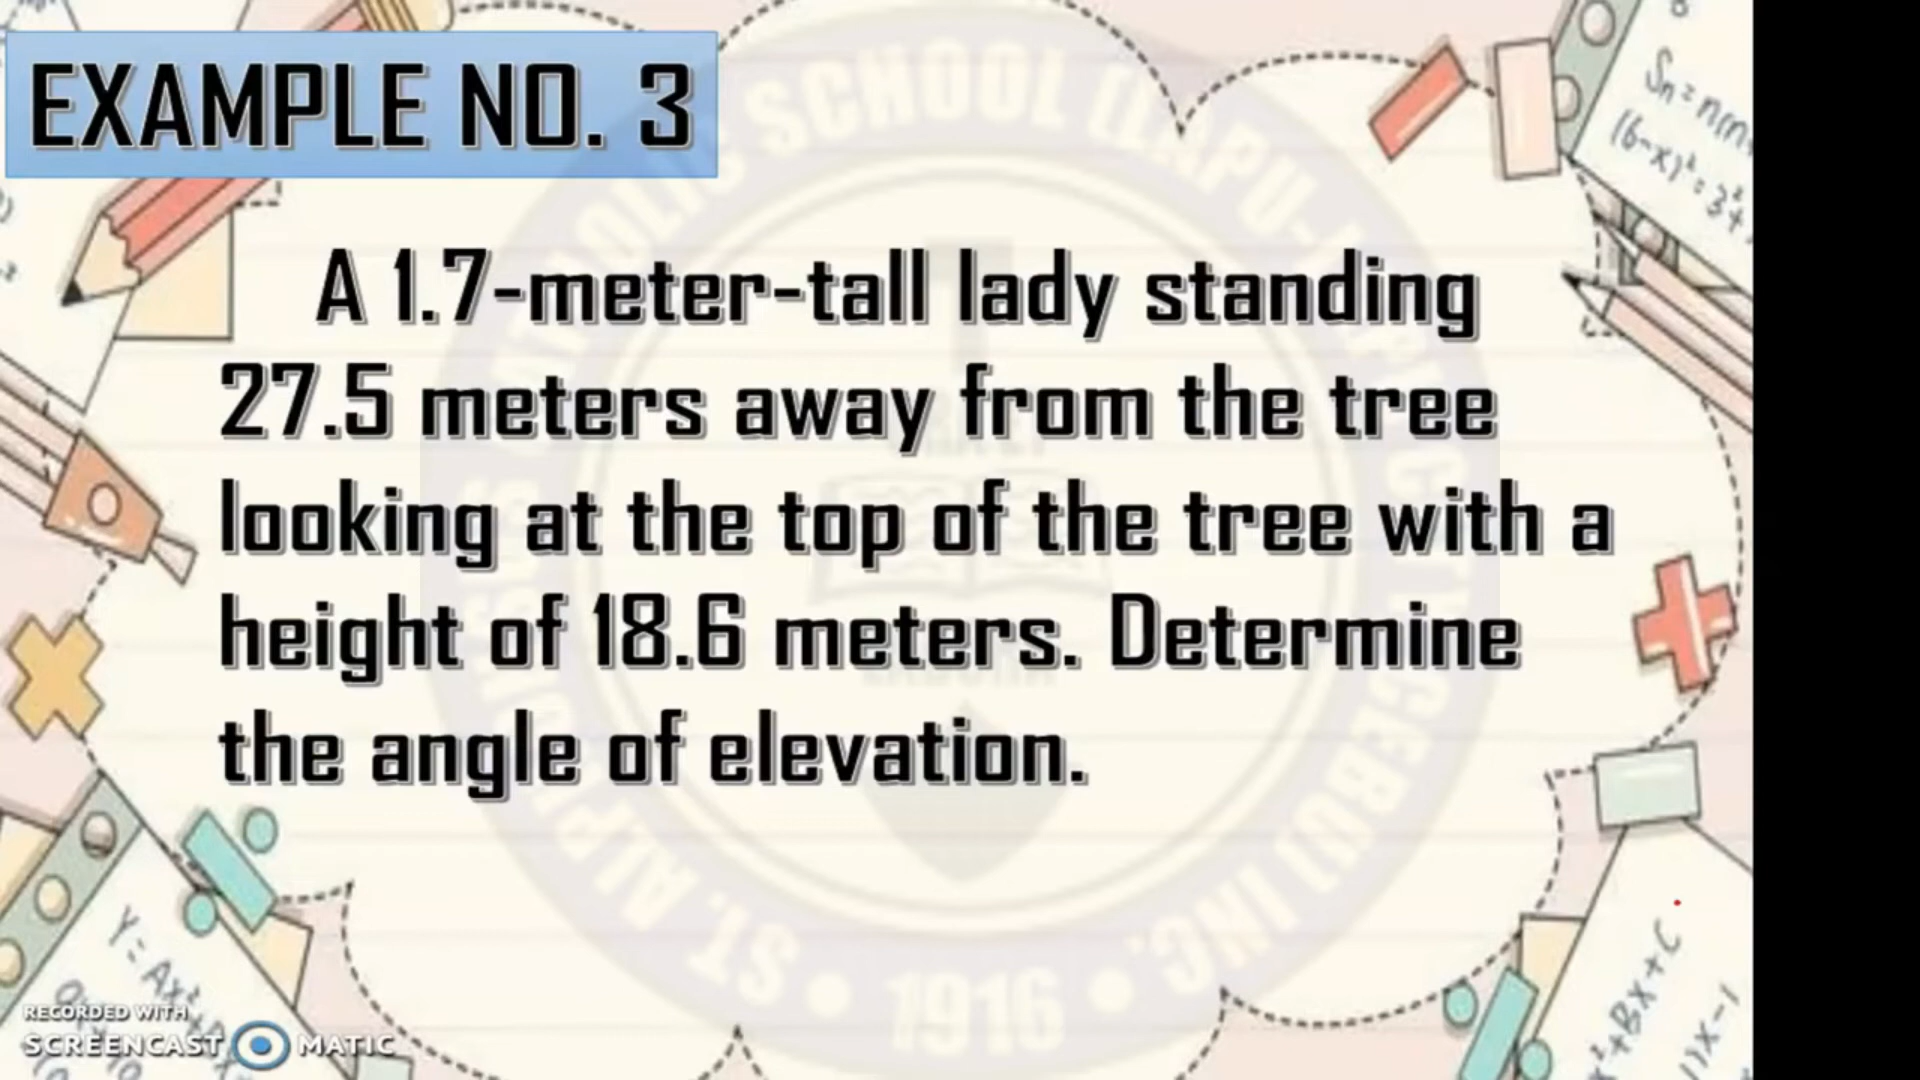 EXAMPLE NO. 3
A 1.7-meter-tall lady standing
27.5 meters away from the tree
looking at the top of the tree with a
height of 18.6 meters. Determine
the angle of elevation.
1916
RECORDED WITH
SCREENCAST MATIC